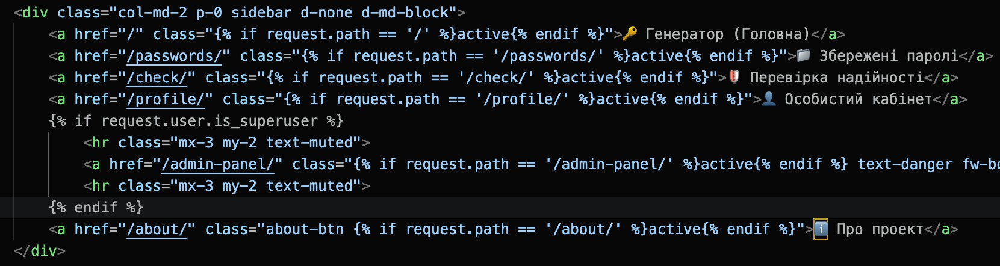 <div class="col-md-2 p-0 sidebar d-none d-md-block">
<a href="/" class="{% if request.path == '/' %}active{% endif %}">🔑 Генератор (Головна)</a>
<a href="/passwords/" class="{% if request.path == '/passwords/' %}active{% endif %}">📁 Збережені паролі</a>
<a href="/check/" class="{% if request.path == '/check/' %}active{% endif %}">🛡️ Перевірка надійності</a>
<a href="/profile/" class="{% if request.path == '/profile/' %}active{% endif %}">👤 Особистий кабінет</a>
{% if request.user.is_superuser %}
<hr class="mx-3 my-2 text-muted">
<a href="/admin-panel/" class="{% if request.path == '/admin-panel/' %}active{% endif %} text-danger
<hr class="mx-3 my-2 text-muted">
{% endif %}
<a href="/about/" class="about-btn {% if request.path == '/about/' %}active{% endif %}">ℹ️ Про проект</a>
</div>